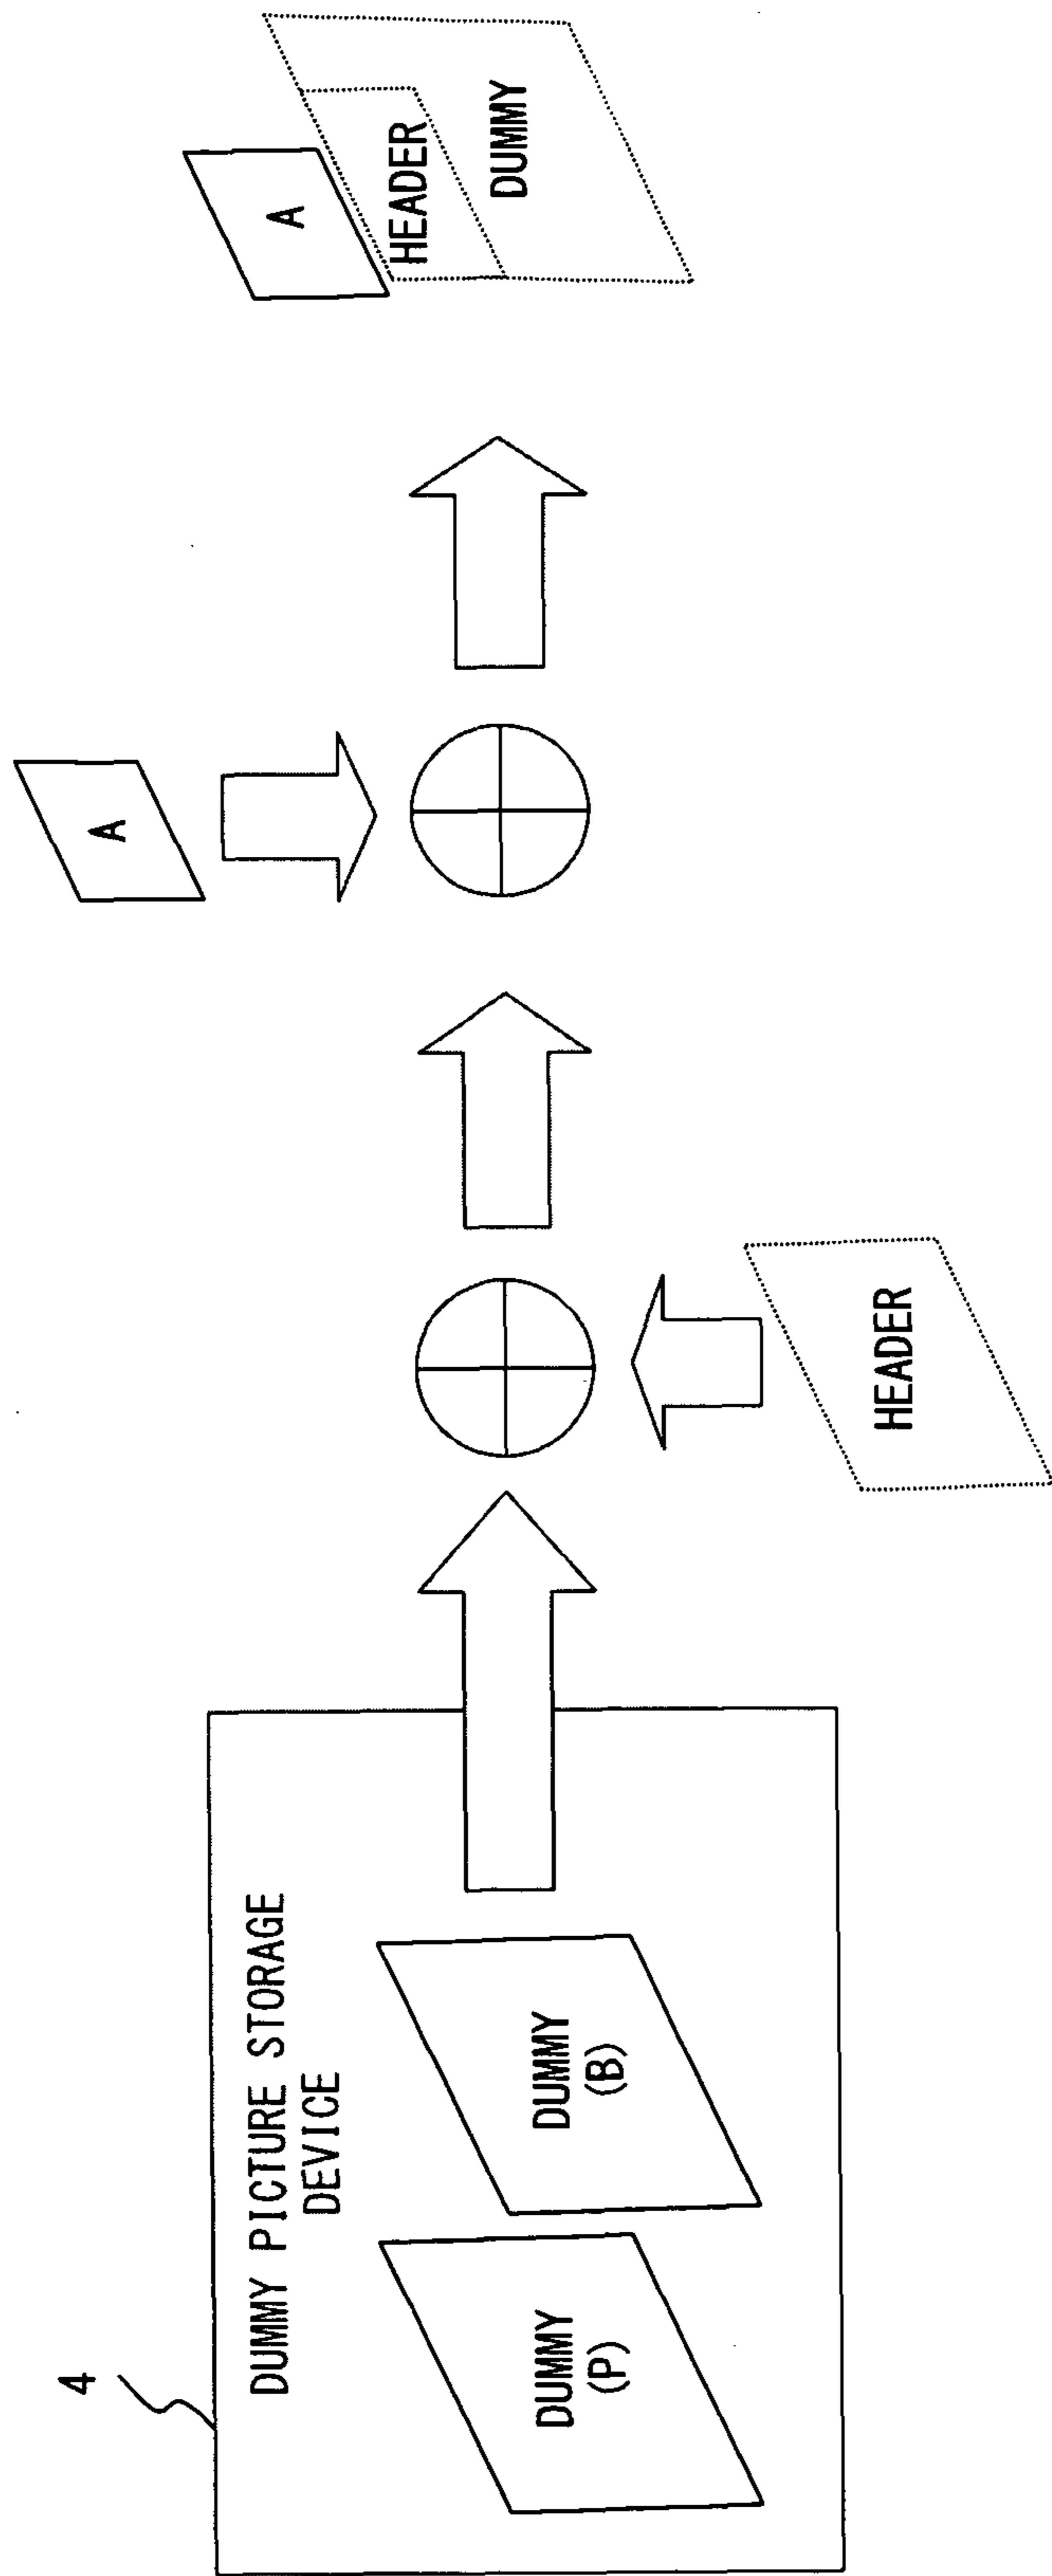 4
DUMMY PICTURE STORAGE
DEVICE
DUMMY
(P)
DUMMY
(B)
HEADER
A
A
HEADER
DUMMY